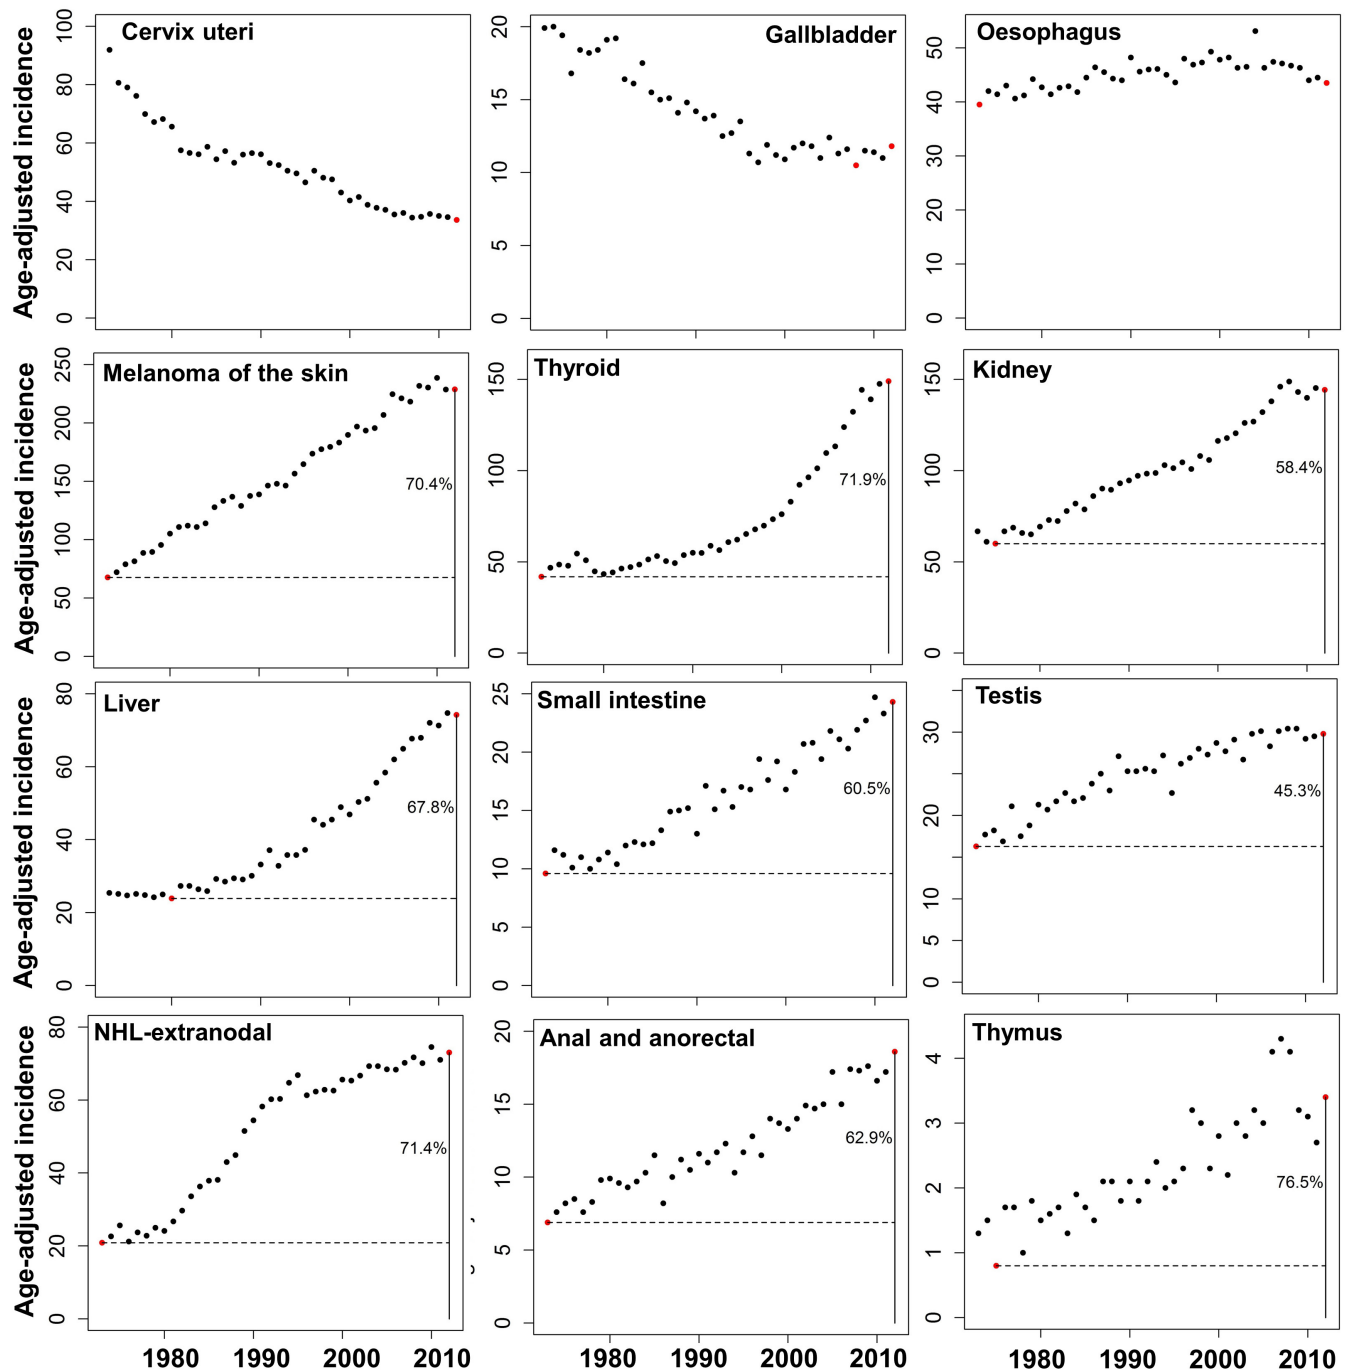 Age-adjusted incidence
Cervix uteri
0 20 40 60 80 100
Gallbladder
0 5 10 15 20
Oesophagus
0 10 20 30 40 50
Age-adjusted incidence
Melanoma of the skin
0 50 100 150 200 250
70.4%
Thyroid
0 50 100 150
71.9%
Kidney
0 50 100 150
58.4%
Age-adjusted incidence
Liver
0 20 40 60 80
67.8%
Small intestine
0 5 10 15 20 25
60.5%
Testis
0 5 10 20 30
45.3%
Age-adjusted incidence
NHL-extranodal
0 20 40 60 80
71.4%
Anal and anorectal
0 5 10 15 20
62.9%
Thymus
0 1 2 3 4
76.5%
1980 1990 2000 2010
1980 1990 2000 2010
1980 1990 2000 2010